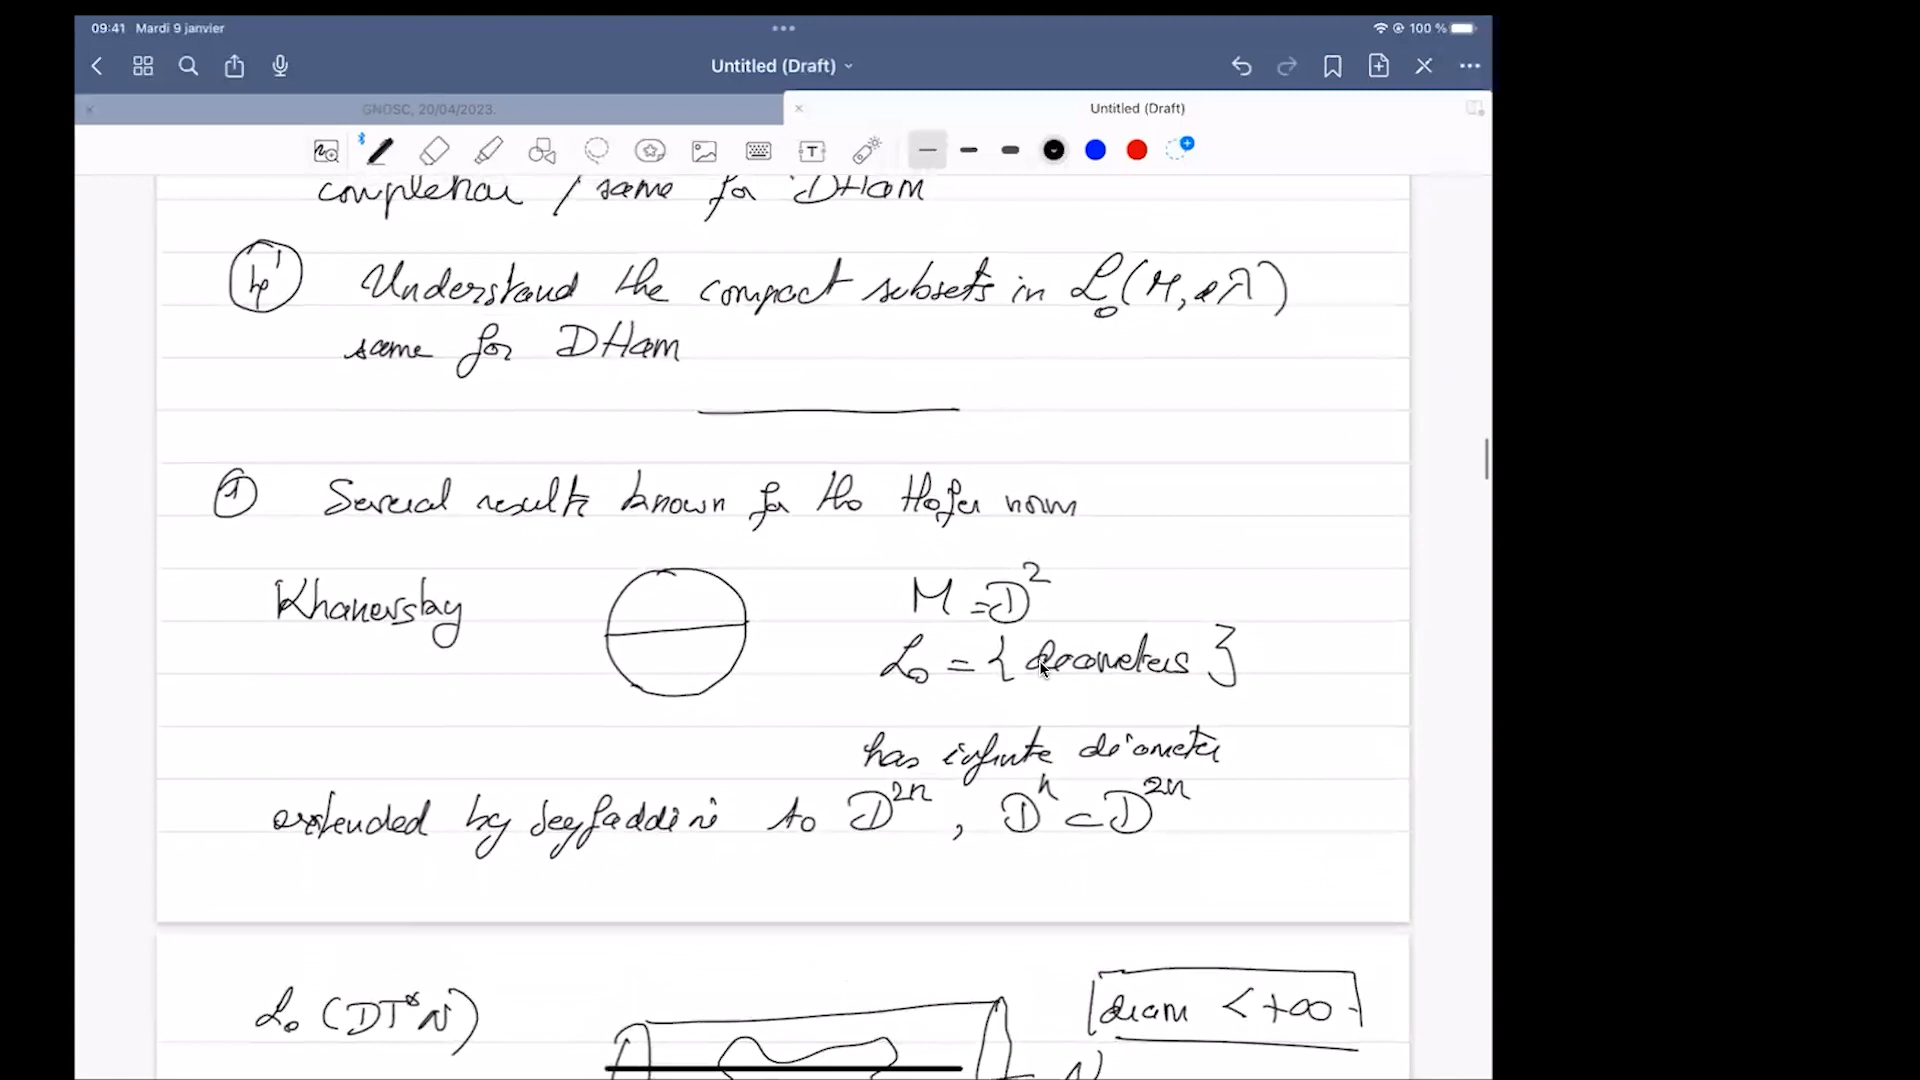 09:41 Mardi 9 janvier
100 %
Untitled (Draft)
GNOSC, 20/04/2023.
Untitled (Draft)
completion / same for DHam
Understand the compact subsets in 𝓛₀(M, dλ)
same for DHam
① Several results known for the Hofer norm
Khanevsky
M = D²
𝓛₀ = { diameters }
has infinite diameter
extended by Seyfaddini to D²ⁿ, Dⁿ ⊂ D²ⁿ
𝓛₀ (DT*N)
diam < +∞
N